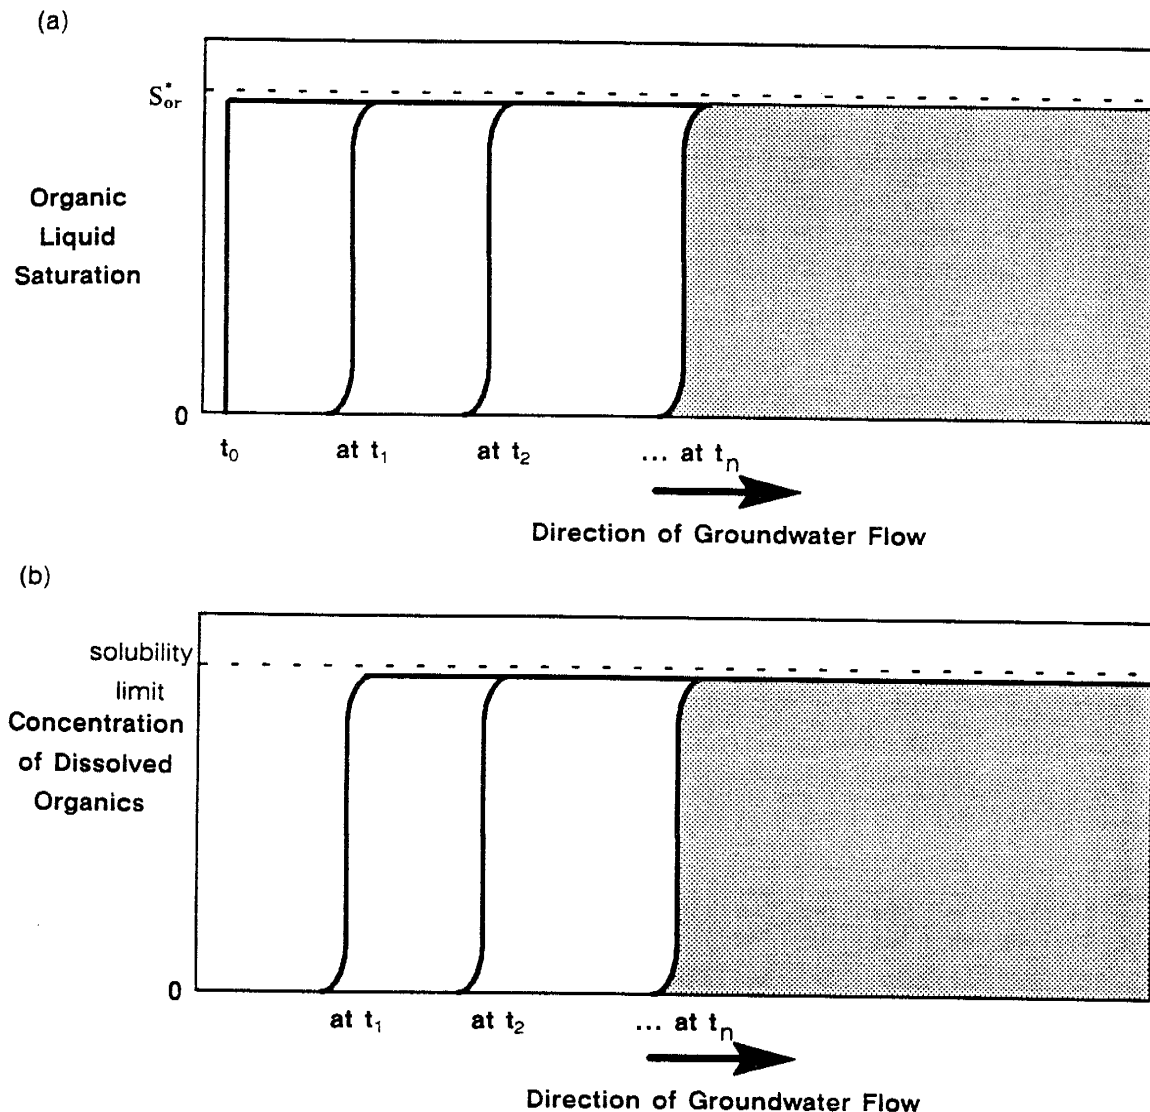 (a)
S*or
Organic
Liquid
Saturation
0
t0 at t1 at t2 ... at tn
Direction of Groundwater Flow
(b)
solubility
limit
Concentration
of Dissolved
Organics
0
at t1 at t2 ... at tn
Direction of Groundwater Flow